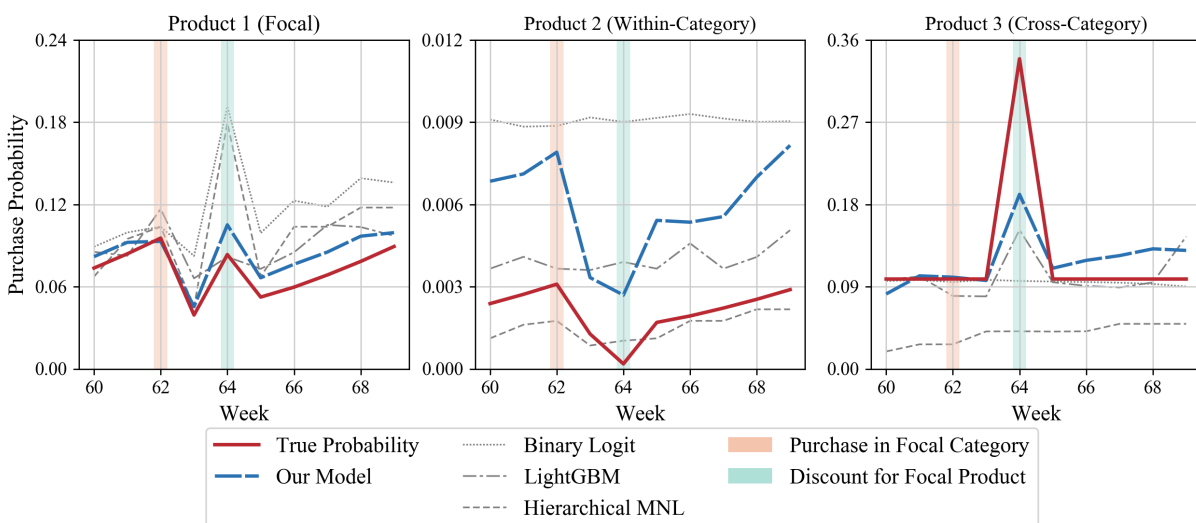 Product 1 (Focal)
Product 2 (Within-Category)
Product 3 (Cross-Category)
Purchase Probability
0.24
0.18
0.12
0.06
0.00
60 62 64 66 68
Week
0.012
0.009
0.006
0.003
0.000
60 62 64 66 68
Week
0.36
0.27
0.18
0.09
0.00
60 62 64 66 68
Week
True Probability
Our Model
Binary Logit
LightGBM
Hierarchical MNL
Purchase in Focal Category
Discount for Focal Product